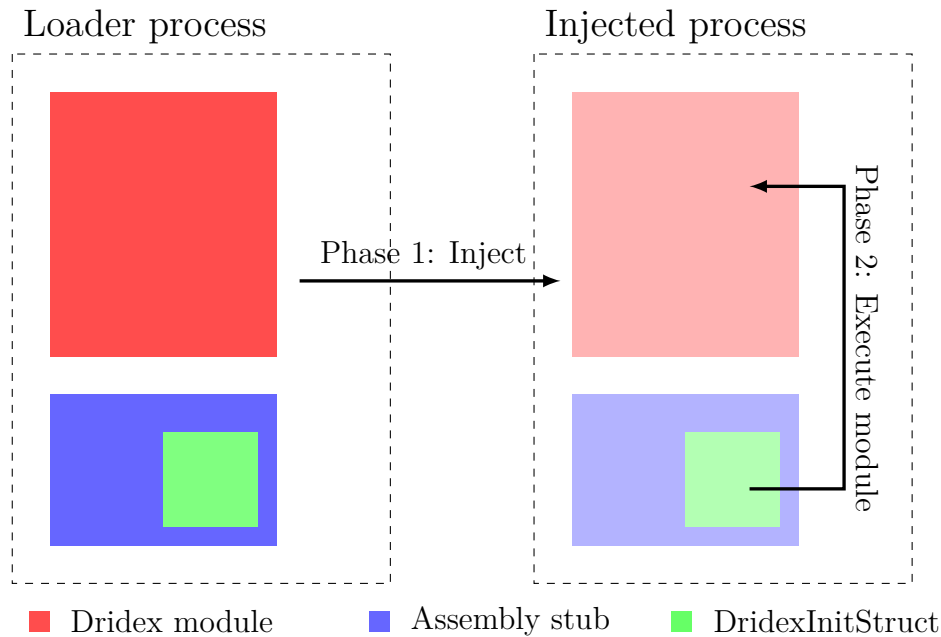 Loader process
Injected process
Phase 1: Inject
Phase 2: Execute module
Dridex module
Assembly stub
DridexInitStruct